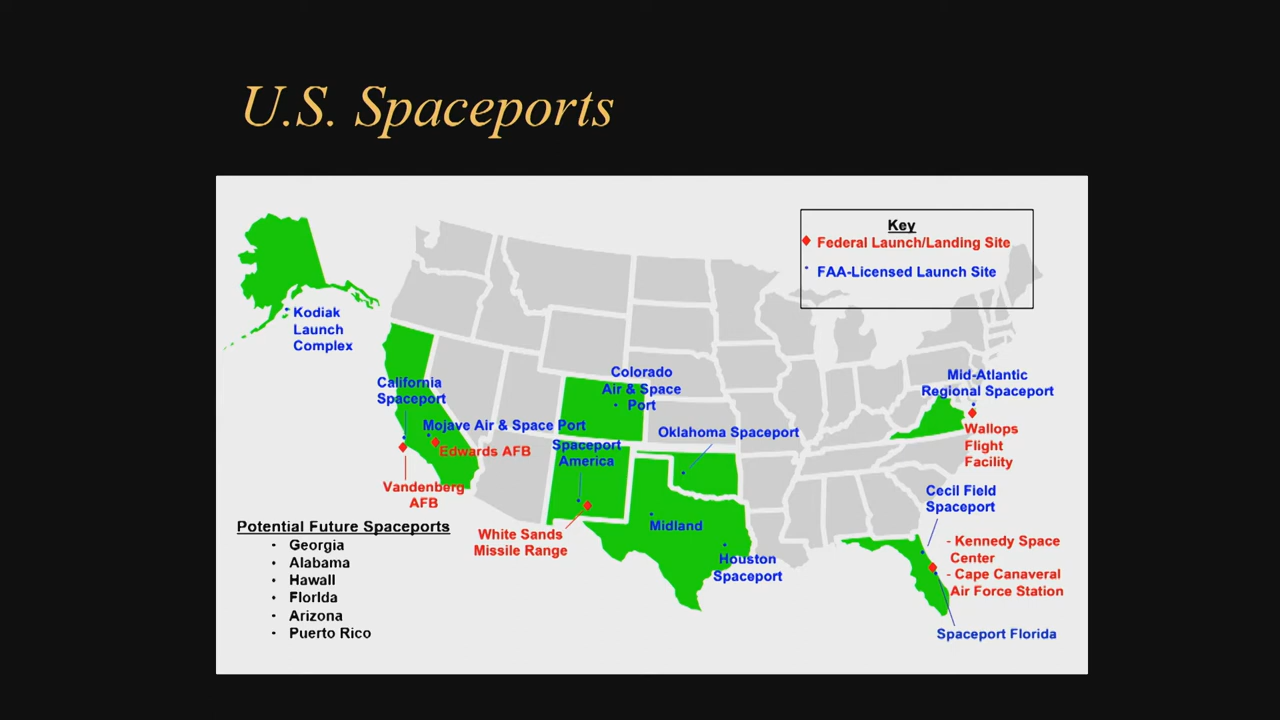 U.S. Spaceports
Key
Federal Launch/Landing Site
FAA-Licensed Launch Site
Kodiak
Launch
Complex
California
Spaceport
Mojave Air & Space Port
Edwards AFB
Vandenberg
AFB
Colorado
Air & Space
Port
Spaceport
America
White Sands
Missile Range
Oklahoma Spaceport
Midland
Houston
Spaceport
Mid-Atlantic
Regional Spaceport
Wallops
Flight
Facility
Cecil Field
Spaceport
- Kennedy Space
Center
- Cape Canaveral
Air Force Station
Spaceport Florida
Potential Future Spaceports
· Georgia
· Alabama
· Hawall
· Florlda
· Arizona
· Puerto Rico